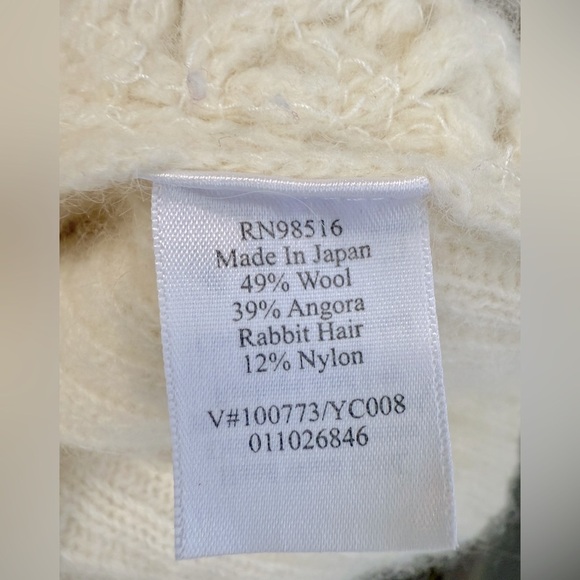 RN98516
Made In Japan
49% Wool
39% Angora
Rabbit Hair
12% Nylon
V#100773/YC008
011026846